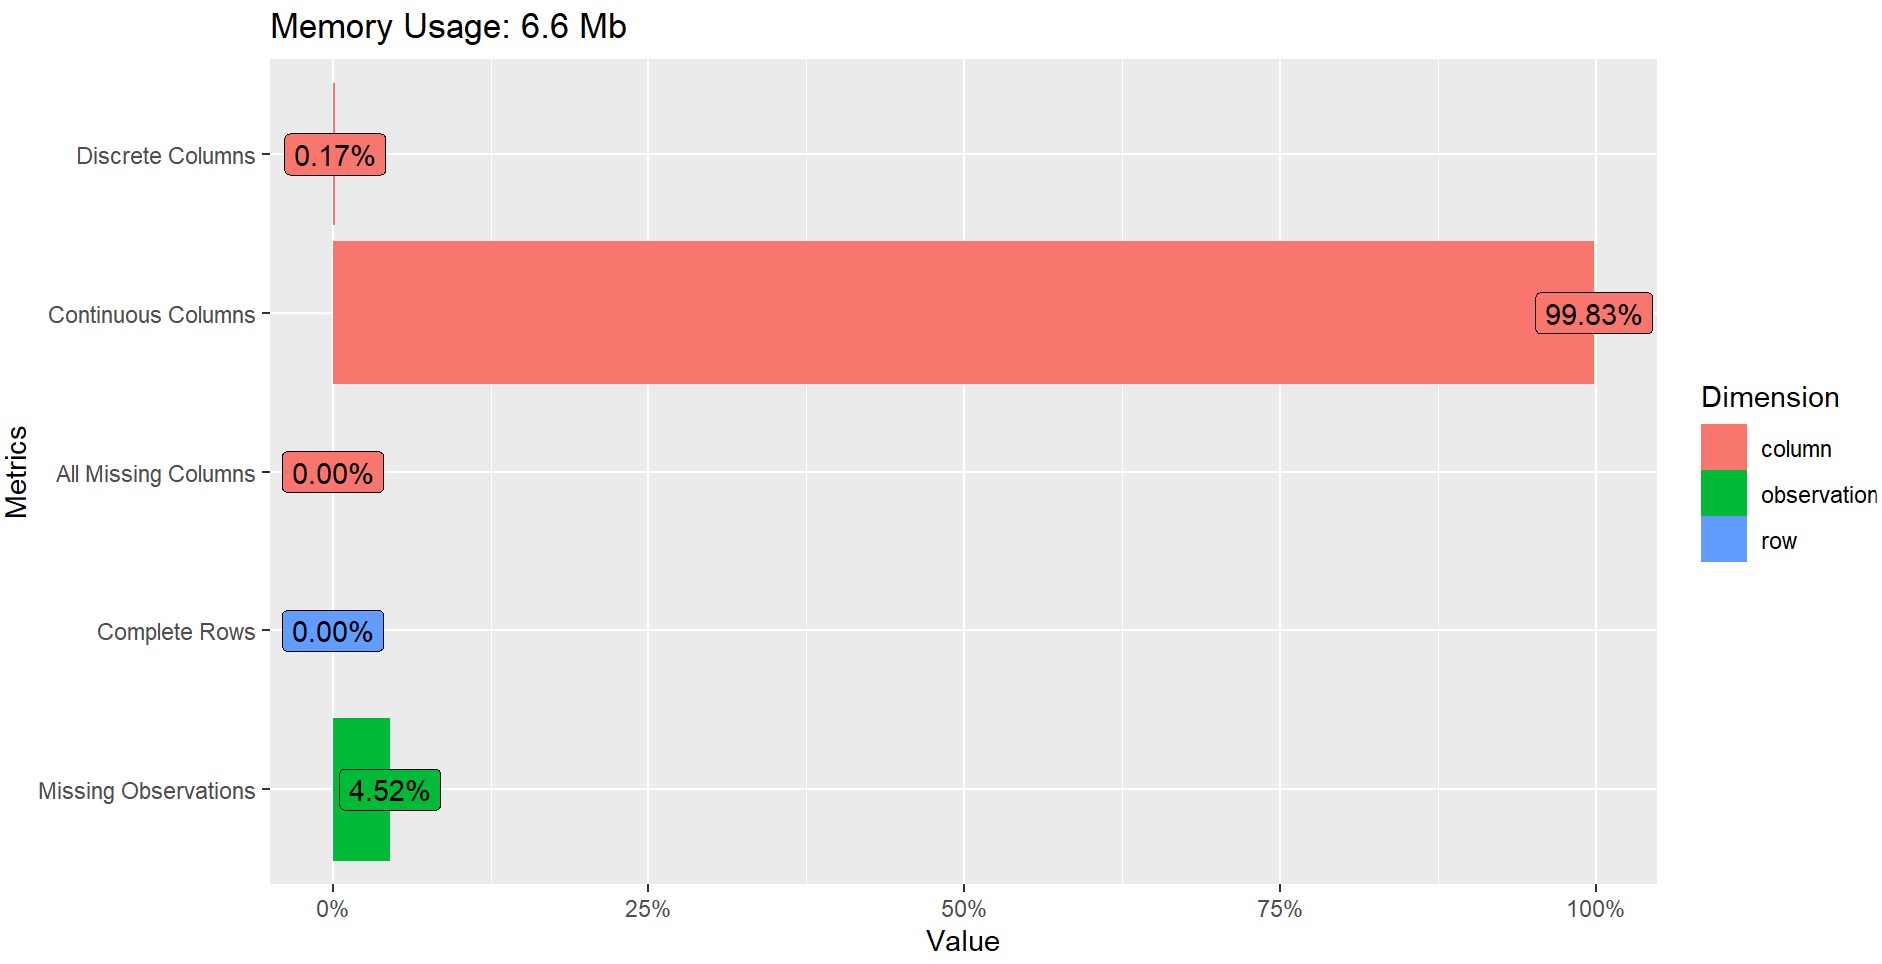 Memory Usage: 6.6 Mb
Discrete Columns
0.17%
Continuous Columns
99.83%
All Missing Columns
0.00%
Complete Rows
0.00%
Missing Observations
4.52%
Metrics
0%
25%
50%
75%
100%
Value
Dimension
column
observation
row